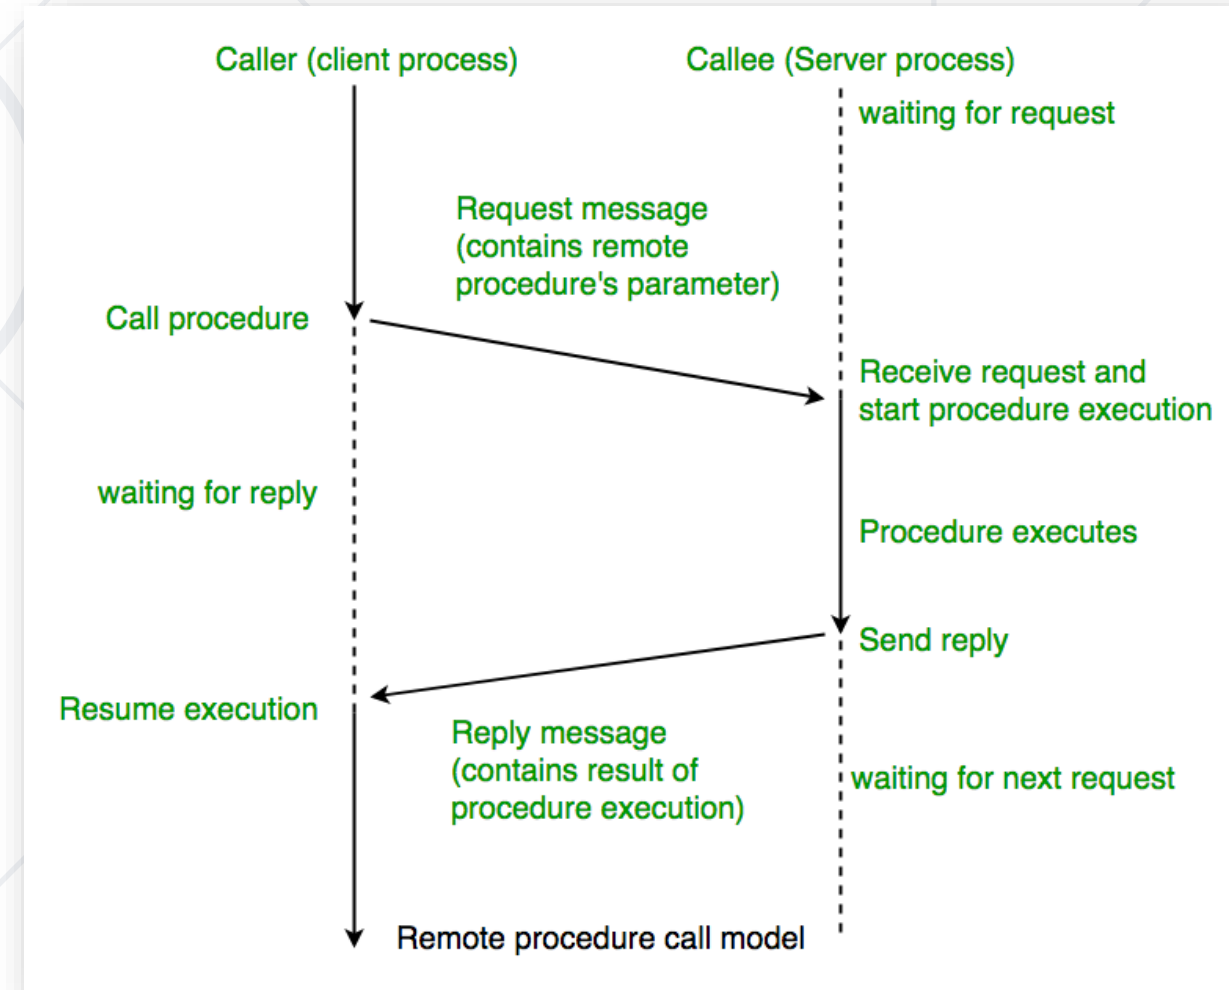 Caller (client process)
Callee (Server process)
waiting for request
Request message
(contains remote
procedure's parameter)
Call procedure
Receive request and
start procedure execution
waiting for reply
Procedure executes
Send reply
Resume execution
Reply message
(contains result of
procedure execution)
waiting for next request
Remote procedure call model